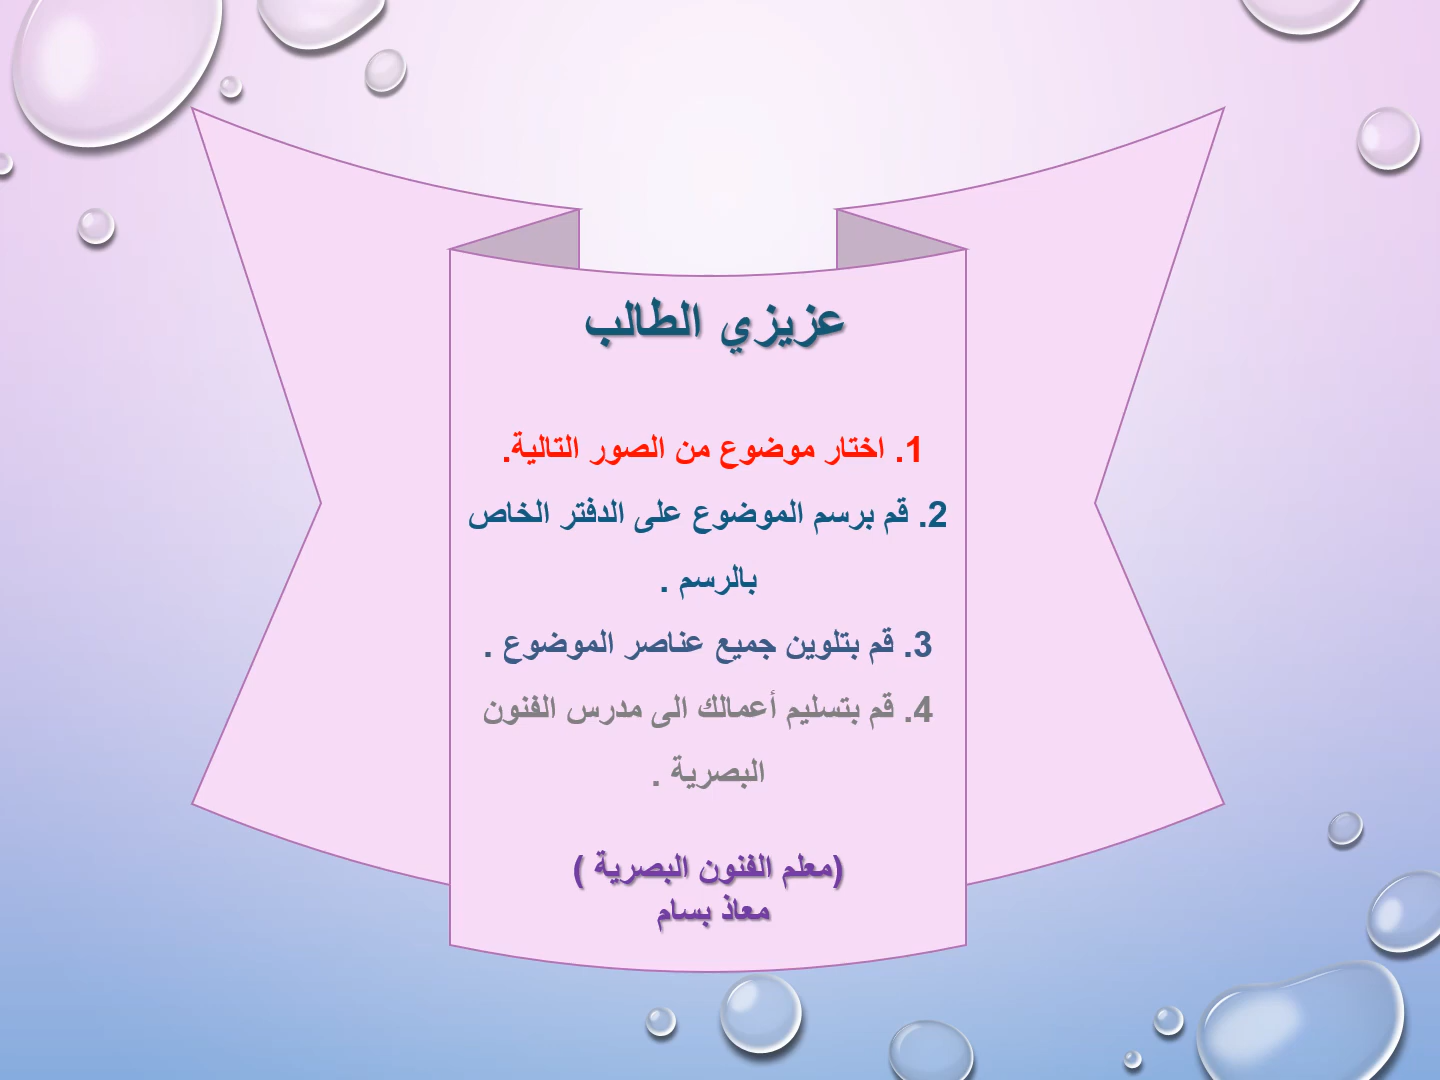 عزيزي الطالب
1. اختار موضوع من الصور التالية.
2. قم برسم الموضوع على الدفتر الخاص
بالرسم .
3. قم بتلوين جميع عناصر الموضوع .
4. قم بتسليم أعمالك الى مدرس الفنون
البصرية .
(معلم الفنون البصرية )
معاذ بسام